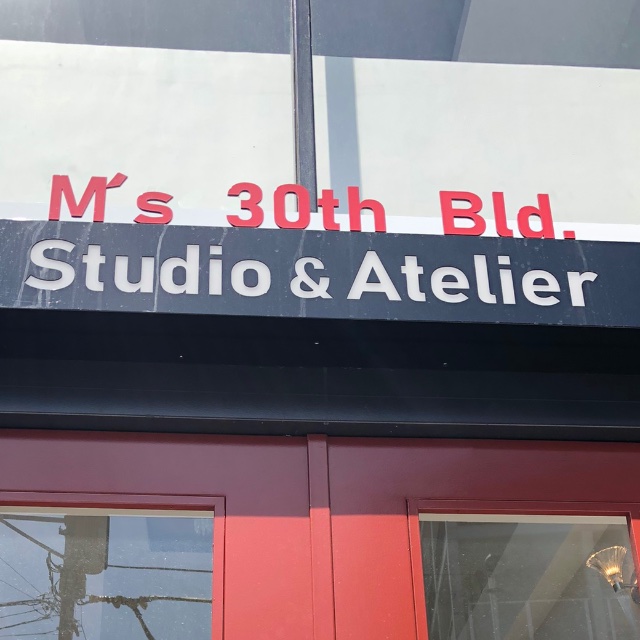 M's 30th Bld.
Studio & Atelier